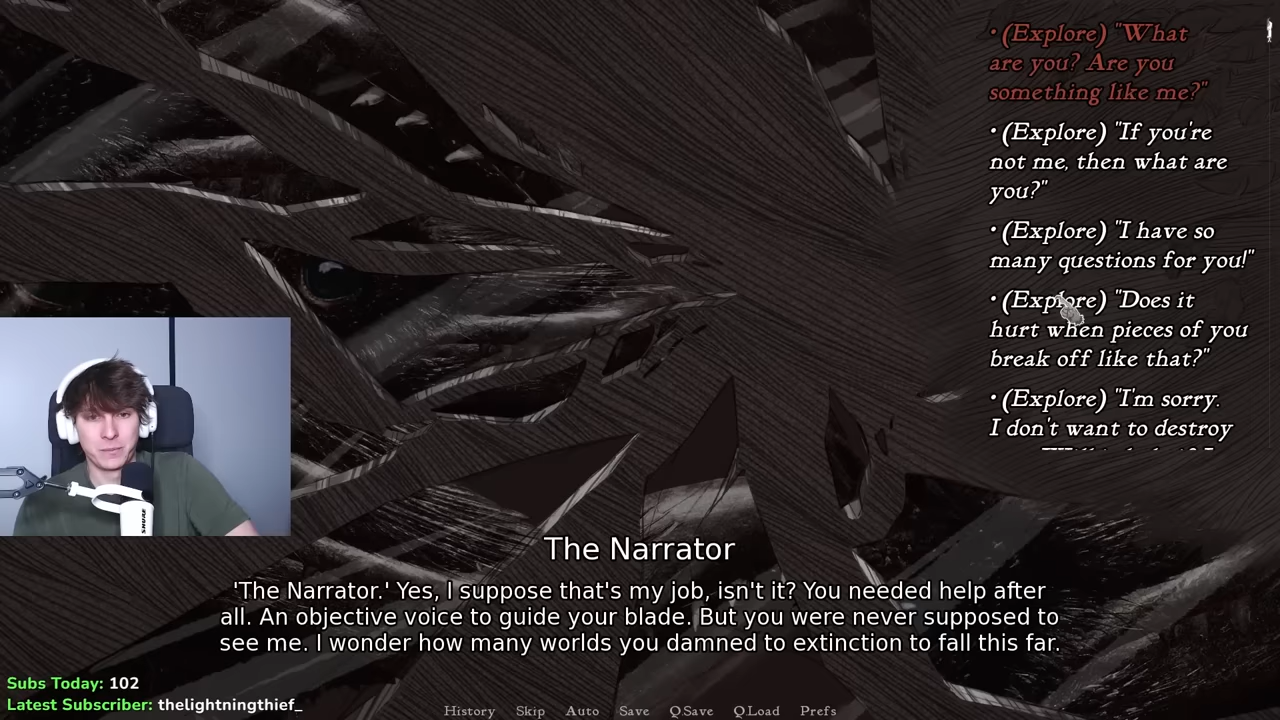 • (Explore) "What
are you? Are you
something like me?"
• (Explore) "If you're
not me, then what are
you?"
• (Explore) "I have so
many questions for you!"
• (Explore) "Does it
hurt when pieces of you
break off like that?"
• (Explore) "I'm sorry.
I don't want to destroy
The Narrator
'The Narrator.' Yes, I suppose that's my job, isn't it? You needed help after
all. An objective voice to guide your blade. But you were never supposed to
see me. I wonder how many worlds you damned to extinction to fall this far.
SHURE
Subs Today: 102
Latest Subscriber: thelightningthief_
History Skip Auto Save Q.Save Q.Load Prefs